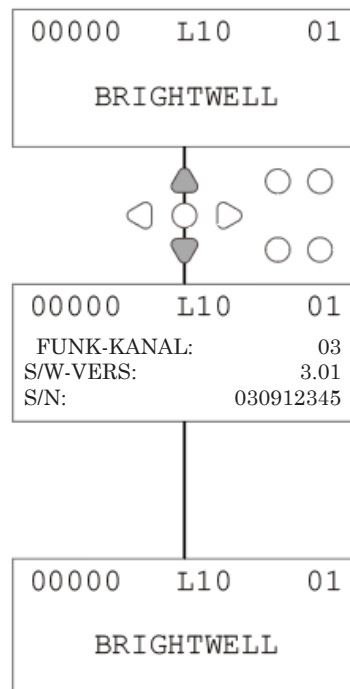 00000 L10 01
BRIGHTWELL
00000 L10 01
FUNK-KANAL: 03
S/W-VERS: 3.01
S/N: 030912345
00000 L10 01
BRIGHTWELL